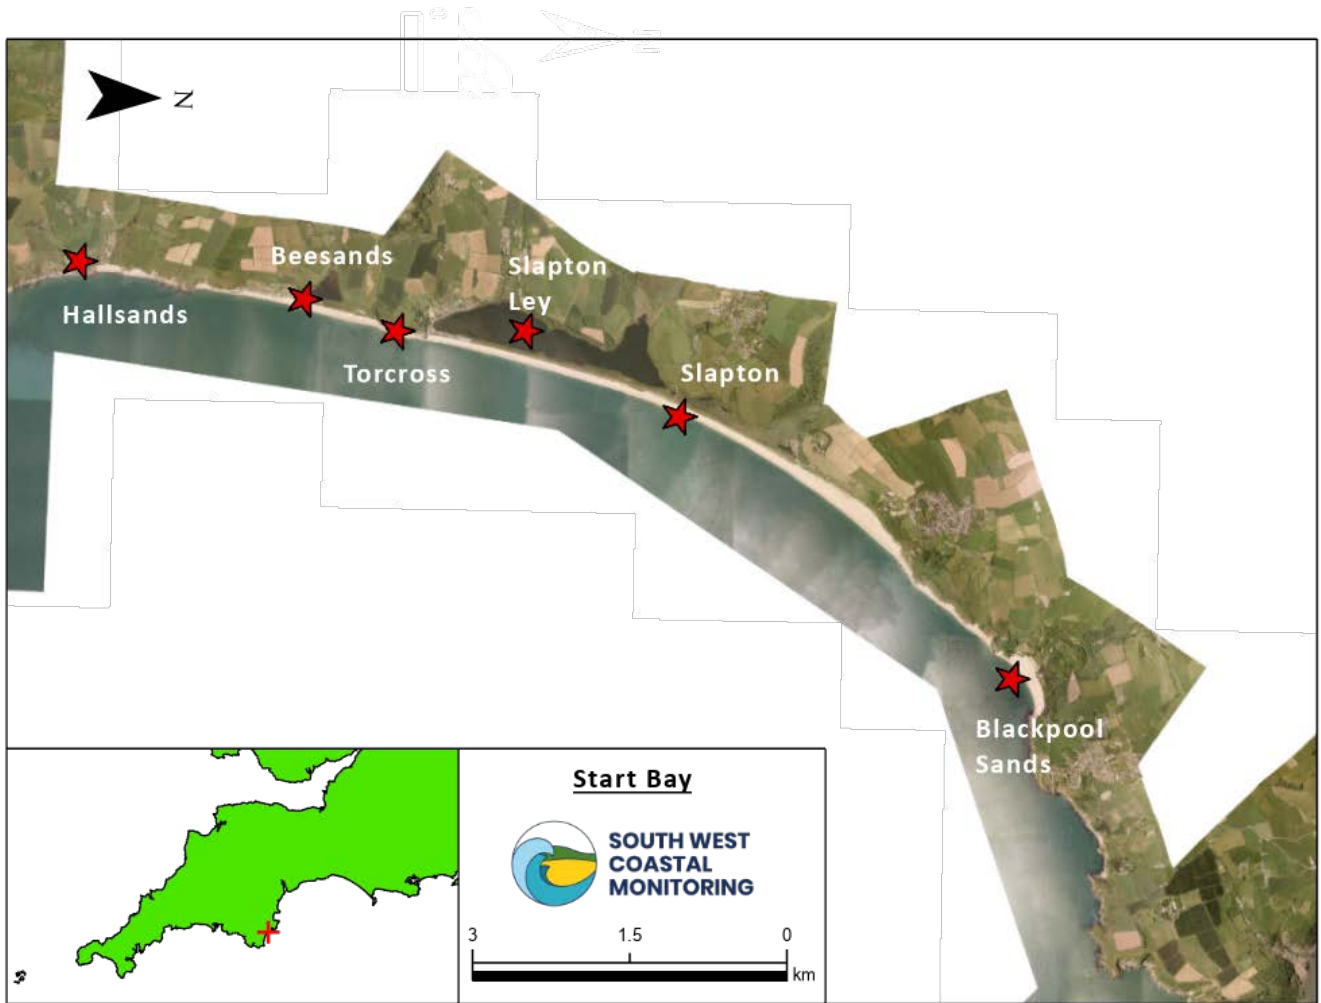 N
Beesands
Slapton
Ley
Hallsands
Torcross
Slapton
Blackpool
Sands
Start Bay
SOUTH WEST
COASTAL
MONITORING
3 1.5 0
km